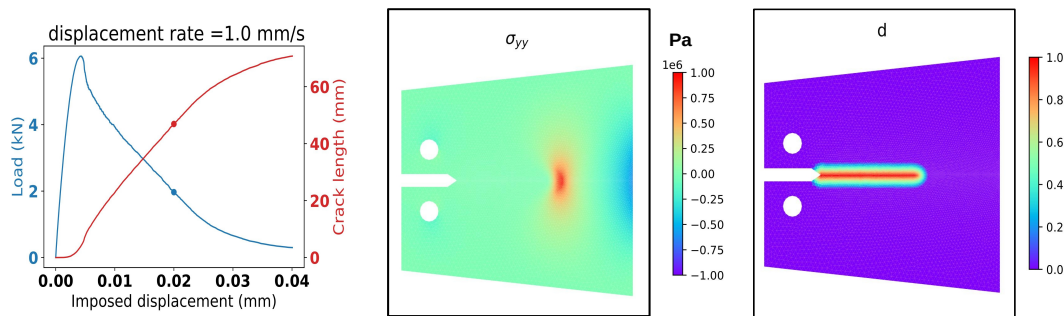 displacement rate =1.0 mm/s
6
4
2
0
Load (kN)
60
40
20
0
Crack length (mm)
0.00 0.01 0.02 0.03 0.04
Imposed displacement (mm)
σyy
Pa
1e6
1.00
0.75
0.50
0.25
0.00
−0.25
−0.50
−0.75
−1.00
d
1.0
0.8
0.6
0.4
0.2
0.0